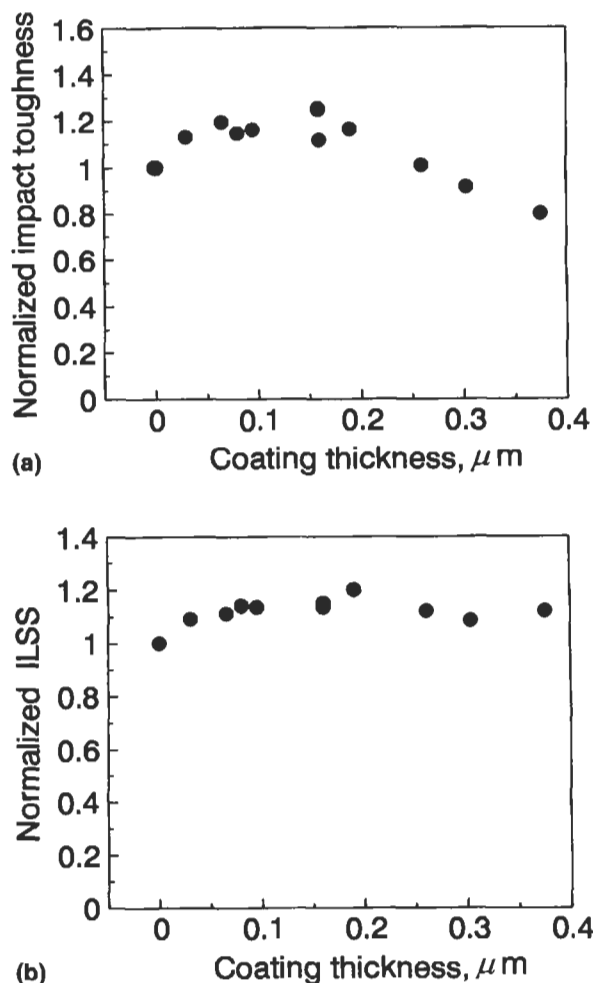 Normalized impact toughness
1.6
1.4
1.2
1
0.8
0.6
0.4
0.2
0
0 0.1 0.2 0.3 0.4
(a) Coating thickness, μm
Normalized ILSS
1.4
1.2
1
0.8
0.6
0.4
0.2
0
0 0.1 0.2 0.3 0.4
(b) Coating thickness, μm